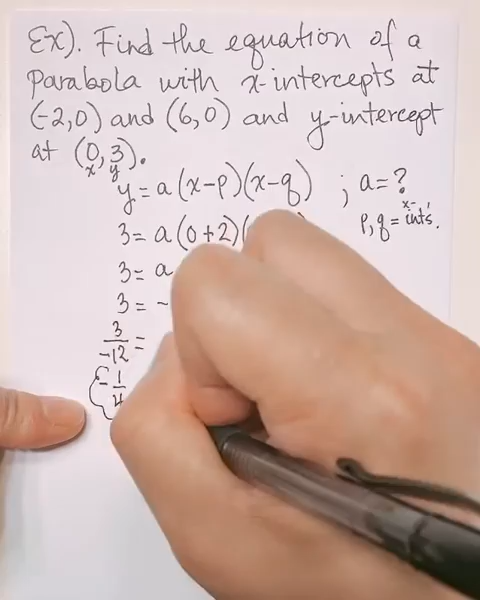 Ex). Find the equation of a
parabola with x-intercepts at
(-2,0) and (6,0) and y-intercept
at (0,3).
x y
y = a(x-p)(x-q) ; a = ?
p, q = x-int's.
3 = a(0+2)(
3 = a
3 = -
3/-12 =
-1/4